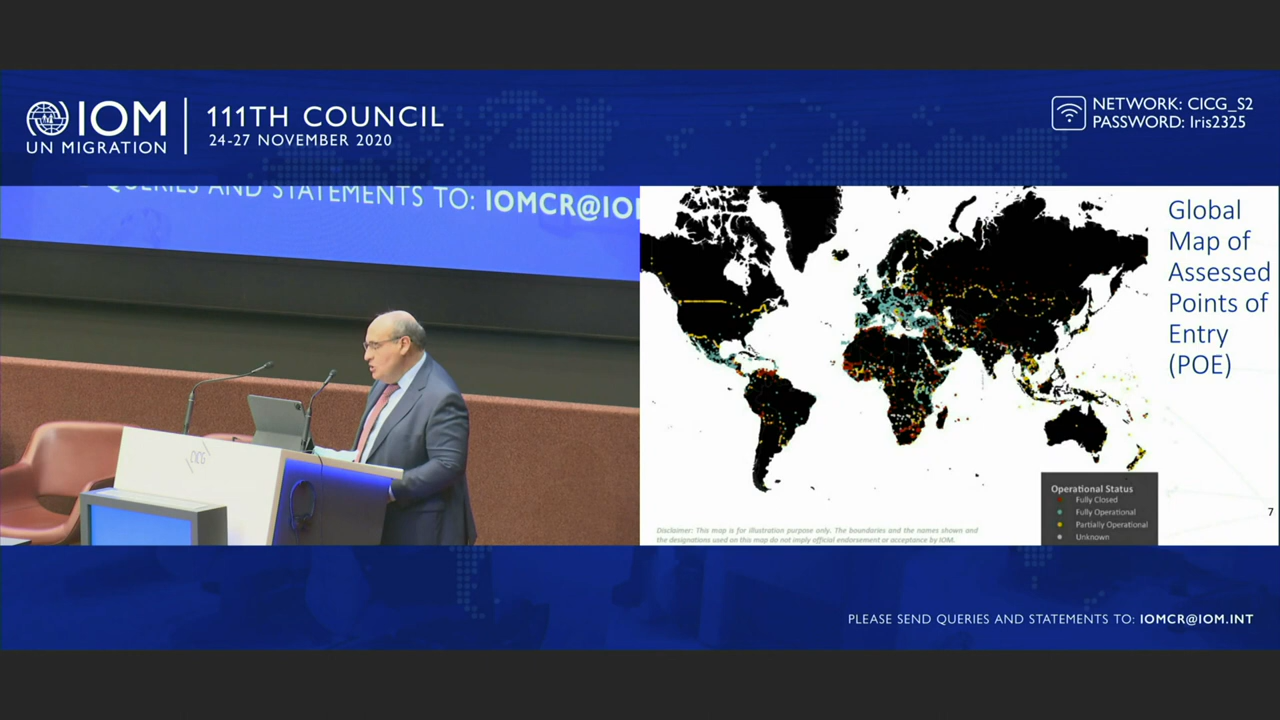 IOM
UN MIGRATION
111TH COUNCIL
24-27 NOVEMBER 2020
NETWORK: CICG_S2
PASSWORD: Iris2325
QUERIES AND STATEMENTS TO: IOMCR@IO
CICG
Global
Map of
Assessed
Points of
Entry
(POE)
Operational Status
Fully Closed
Fully Operational
Partially Operational
Unknown
7
Disclaimer: This map is for illustration purpose only. The boundaries and the names shown and
the designations used on this map do not imply official endorsement or acceptance by IOM.
PLEASE SEND QUERIES AND STATEMENTS TO: IOMCR@IOM.INT